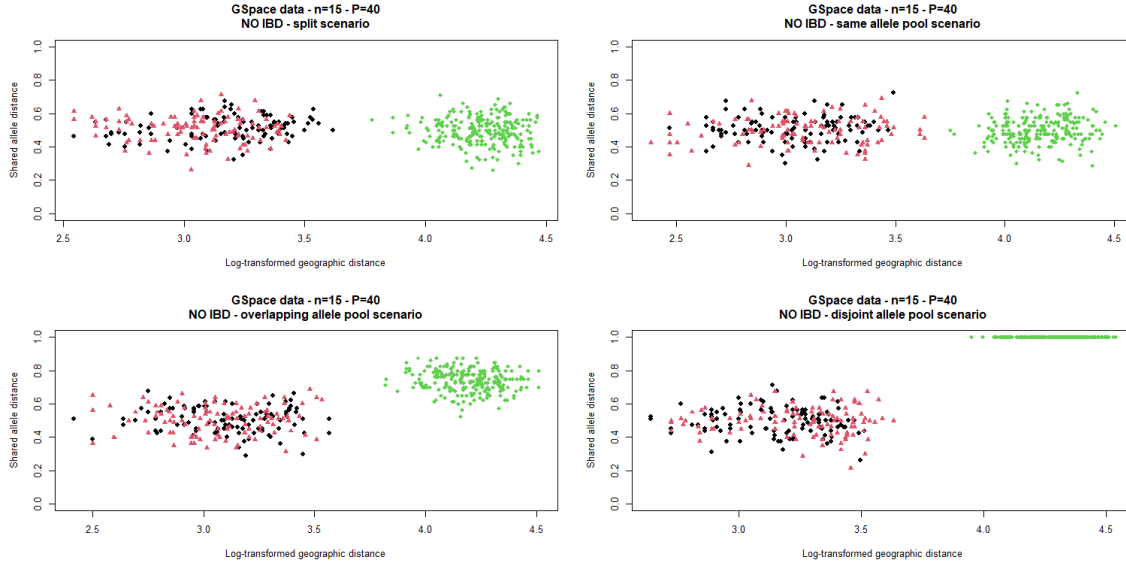 GSpace data - n=15 - P=40
NO IBD - split scenario
Shared allele distance
0.0 0.2 0.4 0.6 0.8 1.0
2.5 3.0 3.5 4.0 4.5
Log-transformed geographic distance
GSpace data - n=15 - P=40
NO IBD - same allele pool scenario
Shared allele distance
0.0 0.2 0.4 0.6 0.8 1.0
2.5 3.0 3.5 4.0 4.5
Log-transformed geographic distance
GSpace data - n=15 - P=40
NO IBD - overlapping allele pool scenario
Shared allele distance
0.0 0.2 0.4 0.6 0.8 1.0
2.5 3.0 3.5 4.0 4.5
Log-transformed geographic distance
GSpace data - n=15 - P=40
NO IBD - disjoint allele pool scenario
Shared allele distance
0.0 0.2 0.4 0.6 0.8 1.0
3.0 3.5 4.0 4.5
Log-transformed geographic distance